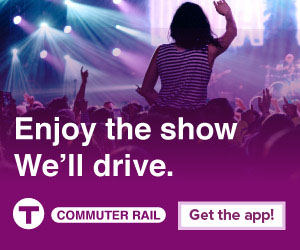 Enjoy the show
We'll drive.
T COMMUTER RAIL Get the app!